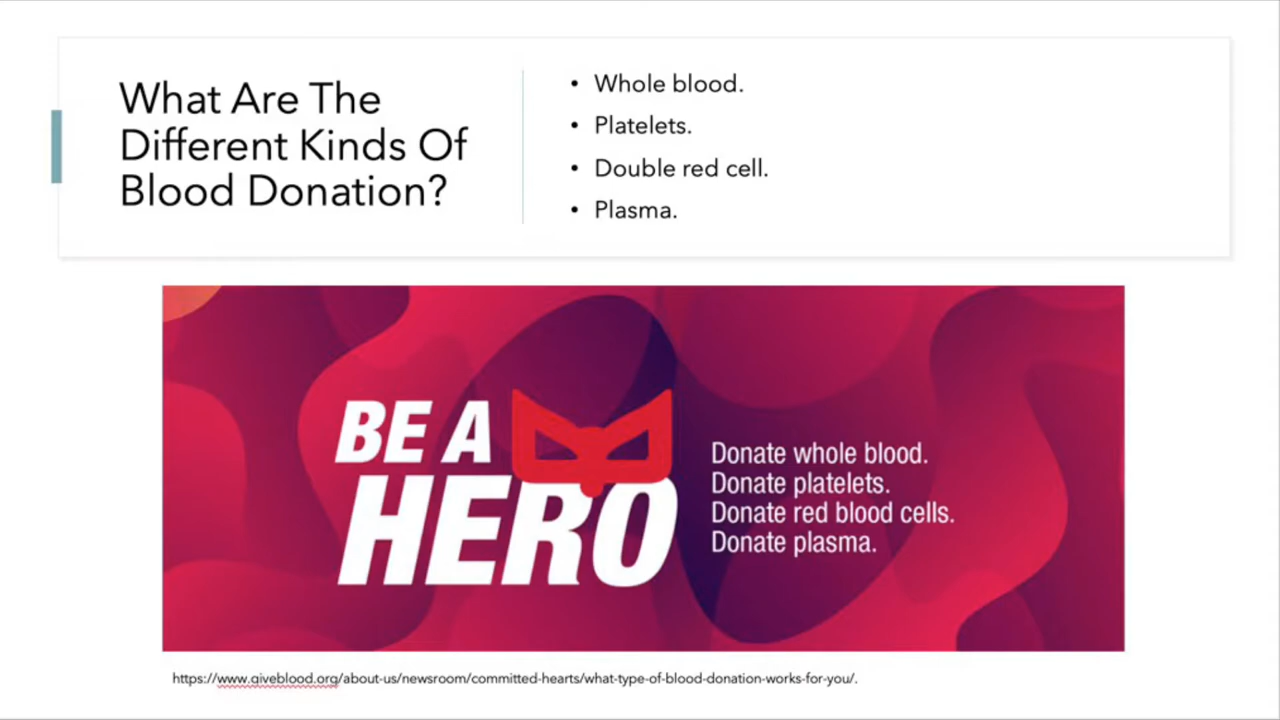 What Are The
Different Kinds Of
Blood Donation?
• Whole blood.
• Platelets.
• Double red cell.
• Plasma.
BE A
HERO
Donate whole blood.
Donate platelets.
Donate red blood cells.
Donate plasma.
https://www.giveblood.org/about-us/newsroom/committed-hearts/what-type-of-blood-donation-works-for-you/.